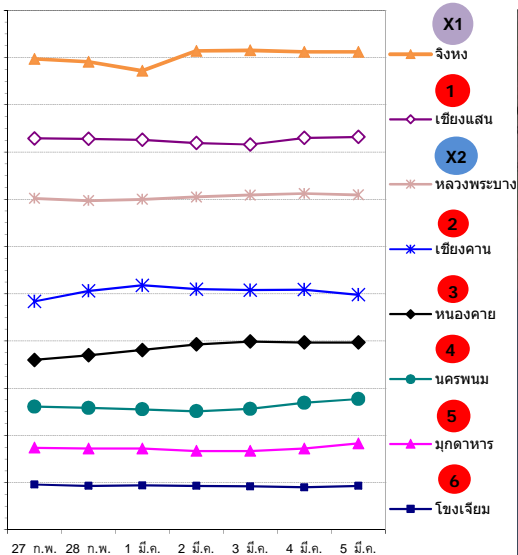 X1
จิงหง
1
เชียงแสน
X2
หลวงพระบาง
2
เชียงคาน
3
หนองคาย
4
นครพนม
5
มุกดาหาร
6
โขงเจียม
27 ก.พ. 28 ก.พ. 1 มี.ค. 2 มี.ค. 3 มี.ค. 4 มี.ค. 5 มี.ค.